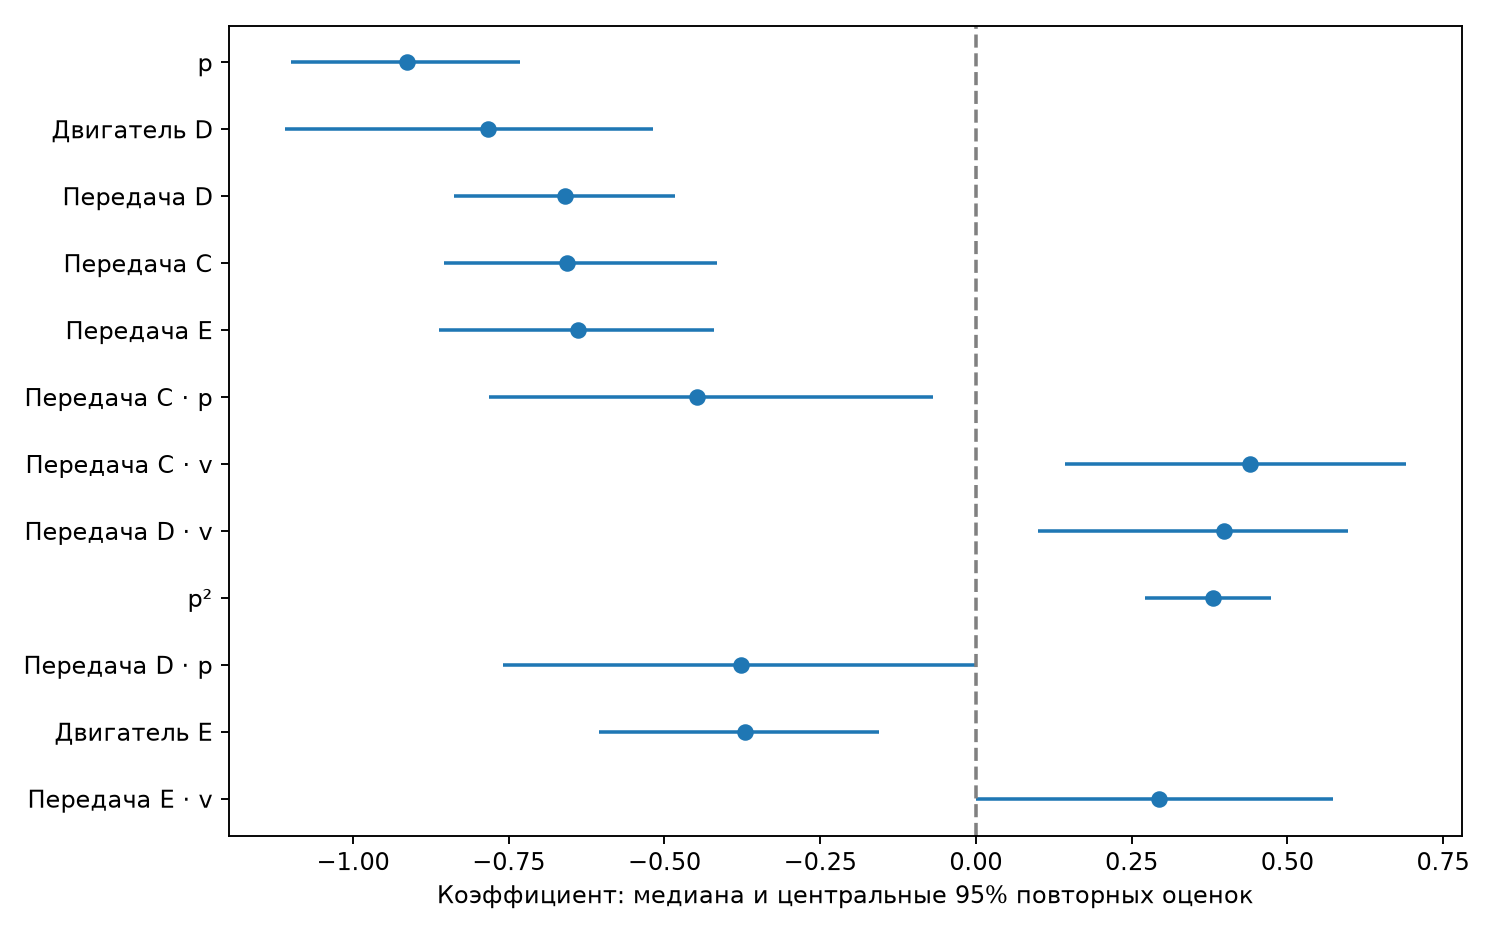 p
Двигатель D
Передача D
Передача C
Передача E
Передача C · p
Передача C · v
Передача D · v
p²
Передача D · p
Двигатель E
Передача E · v
−1.00 −0.75 −0.50 −0.25 0.00 0.25 0.50 0.75
Коэффициент: медиана и центральные 95% повторных оценок